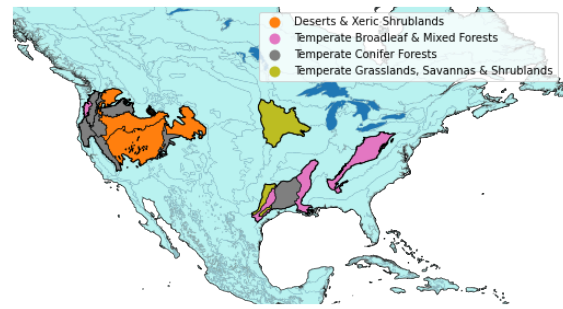 Deserts & Xeric Shrublands
Temperate Broadleaf & Mixed Forests
Temperate Conifer Forests
Temperate Grasslands, Savannas & Shrublands